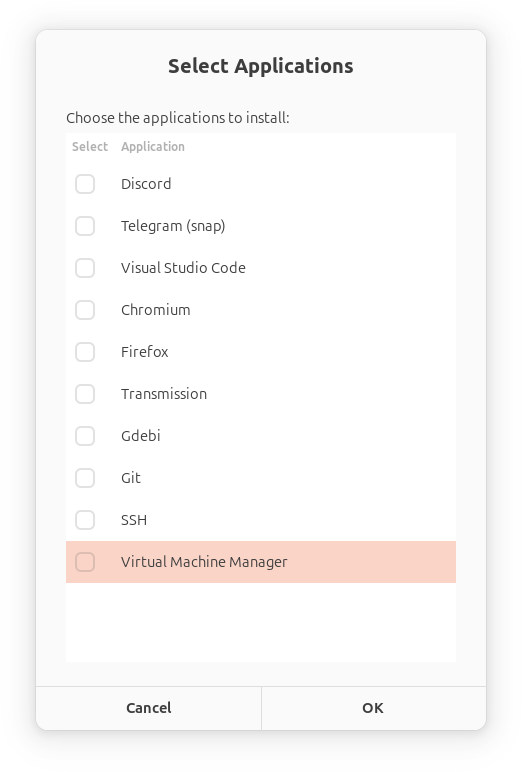 Select Applications
Choose the applications to install:
Select Application
Discord
Telegram (snap)
Visual Studio Code
Chromium
Firefox
Transmission
Gdebi
Git
SSH
Virtual Machine Manager
Cancel OK